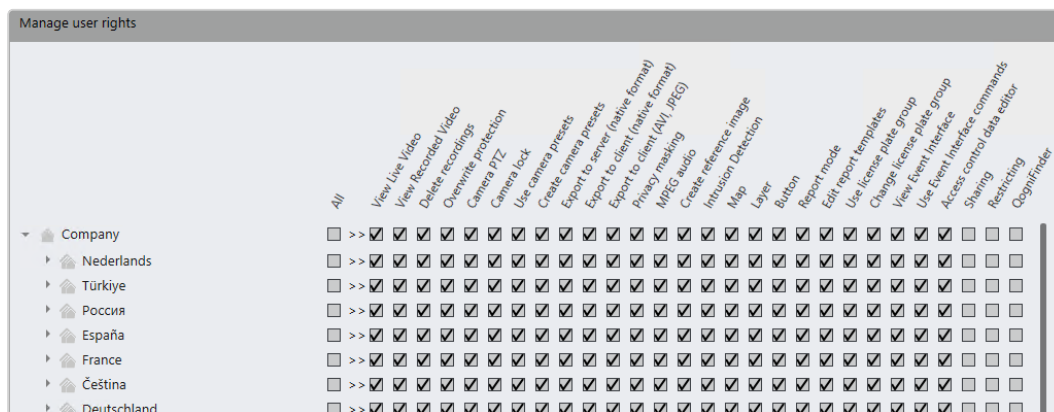 Manage user rights
All
View Live Video
View Recorded Video
Delete recordings
Overwrite protection
Camera PTZ
Camera lock
Use camera presets
Create camera presets
Export to server (native format)
Export to client (native format)
Export to client (AVI, JPEG)
Privacy masking
MPEG audio
Create reference image
Intrusion Detection
Map
Layer
Button
Report mode
Edit report templates
Use license plate group
Change license plate group
View Event Interface
Use Event Interface commands
Access control data editor
Sharing
Restricting
QogniFinder
Company >>
Nederlands >>
Türkiye >>
Россия >>
España >>
France >>
Čeština >>
Deutschland >>